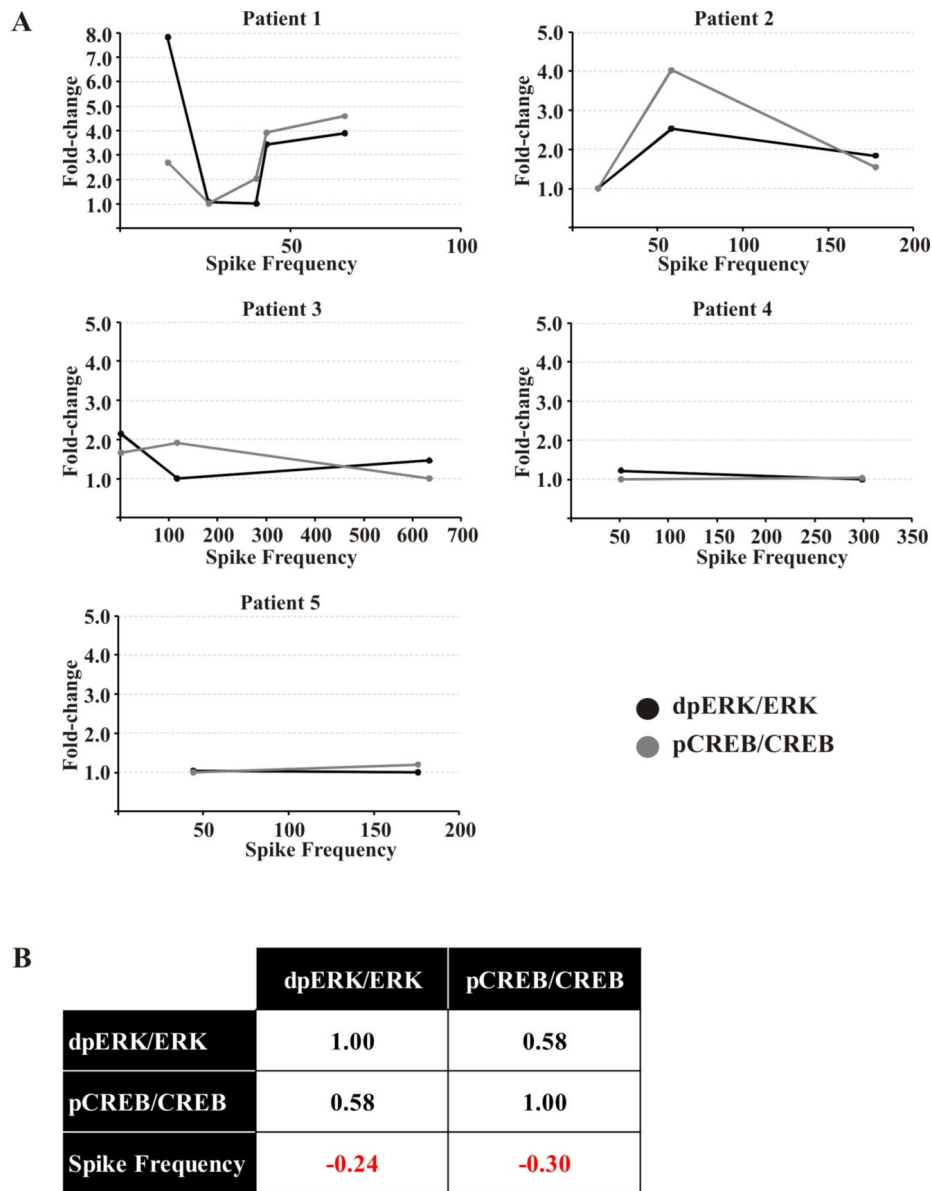 A
Patient 1
8.0
7.0
6.0
5.0
4.0
3.0
2.0
1.0
Fold-change
50
100
Spike Frequency
Patient 2
5.0
4.0
3.0
2.0
1.0
Fold-change
50
100
150
200
Spike Frequency
Patient 3
5.0
4.0
3.0
2.0
1.0
Fold-change
100 200 300 400 500 600 700
Spike Frequency
Patient 4
5.0
4.0
3.0
2.0
1.0
Fold-change
50 100 150 200 250 300 350
Spike Frequency
Patient 5
5.0
4.0
3.0
2.0
1.0
Fold-change
50 100 150 200
Spike Frequency
dpERK/ERK
pCREB/CREB
B
dpERK/ERK pCREB/CREB
dpERK/ERK 1.00 0.58
pCREB/CREB 0.58 1.00
Spike Frequency -0.24 -0.30